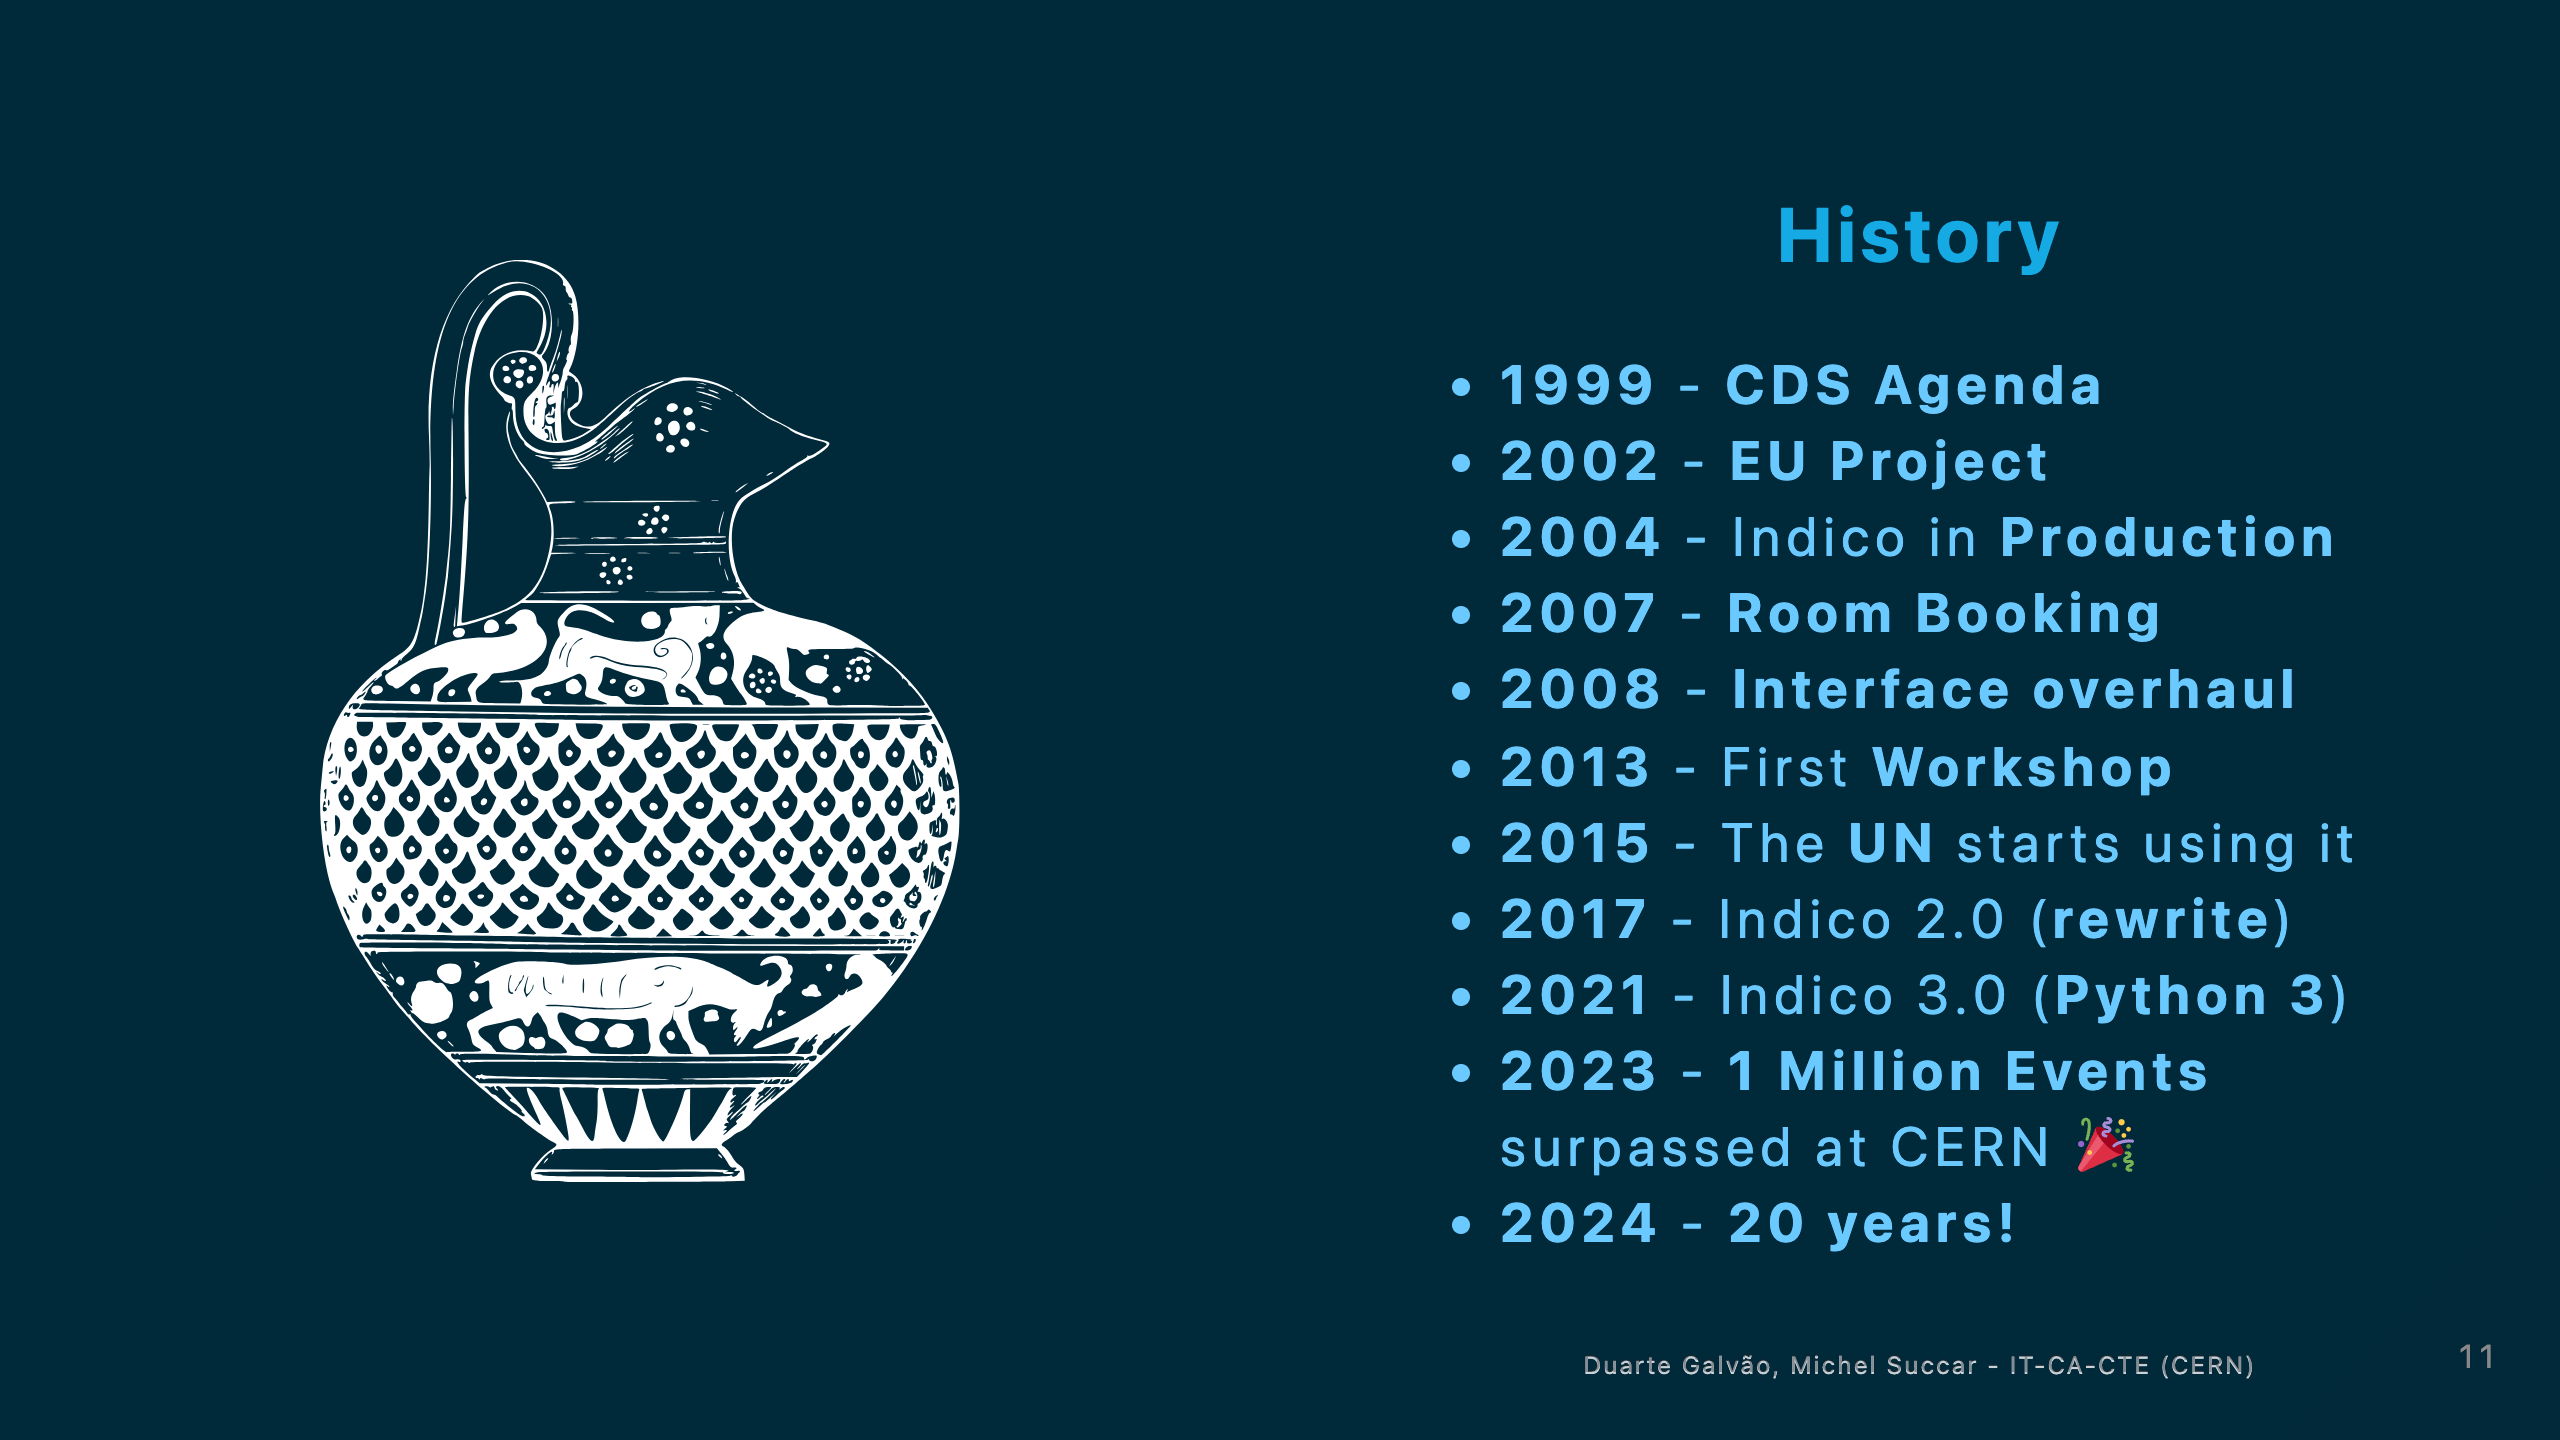 History
• 1999 - CDS Agenda
• 2002 - EU Project
• 2004 - Indico in Production
• 2007 - Room Booking
• 2008 - Interface overhaul
• 2013 - First Workshop
• 2015 - The UN starts using it
• 2017 - Indico 2.0 (rewrite)
• 2021 - Indico 3.0 (Python 3)
• 2023 - 1 Million Events
surpassed at CERN 🎉
• 2024 - 20 years!
Duarte Galvão, Michel Succar - IT-CA-CTE (CERN)
11